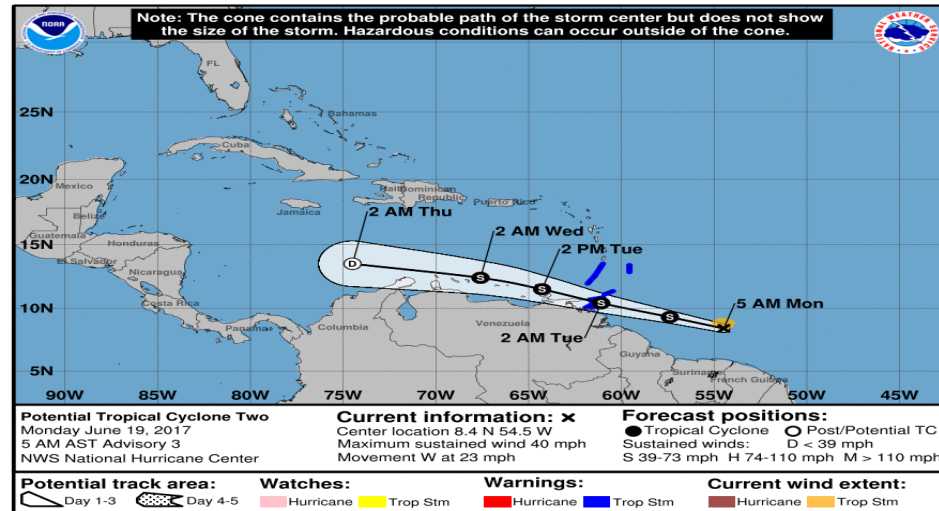 Note: The cone contains the probable path of the storm center but does not show
the size of the storm. Hazardous conditions can occur outside of the cone.
NOAA
NATIONAL WEATHER SERVICE
FL
25N
Bahamas
Cuba
20N
Mexico
Dominican
Republic
Puerto Rico
Jamaica
2 AM Thu
Belize
2 AM Wed
Guatemala
Honduras
2 PM Tue
15N
El Salvador
D
Nicaragua
S
S
10N
Costa Rica
S
5 AM Mon
Panama
Colombia
Venezuela
S
2 AM Tue
Guyana
5N
Suriname
French Guiana
90W 85W 80W 75W 70W 65W 60W 55W 50W 45W
Potential Tropical Cyclone Two
Monday June 19, 2017
5 AM AST Advisory 3
NWS National Hurricane Center
Current information: ×
Center location 8.4 N 54.5 W
Maximum sustained wind 40 mph
Movement W at 23 mph
Forecast positions:
Tropical Cyclone Post/Potential TC
Sustained winds: D < 39 mph
S 39-73 mph H 74-110 mph M > 110 mph
Potential track area:
Day 1-3 Day 4-5
Watches:
Hurricane Trop Stm
Warnings:
Hurricane Trop Stm
Current wind extent:
Hurricane Trop Stm